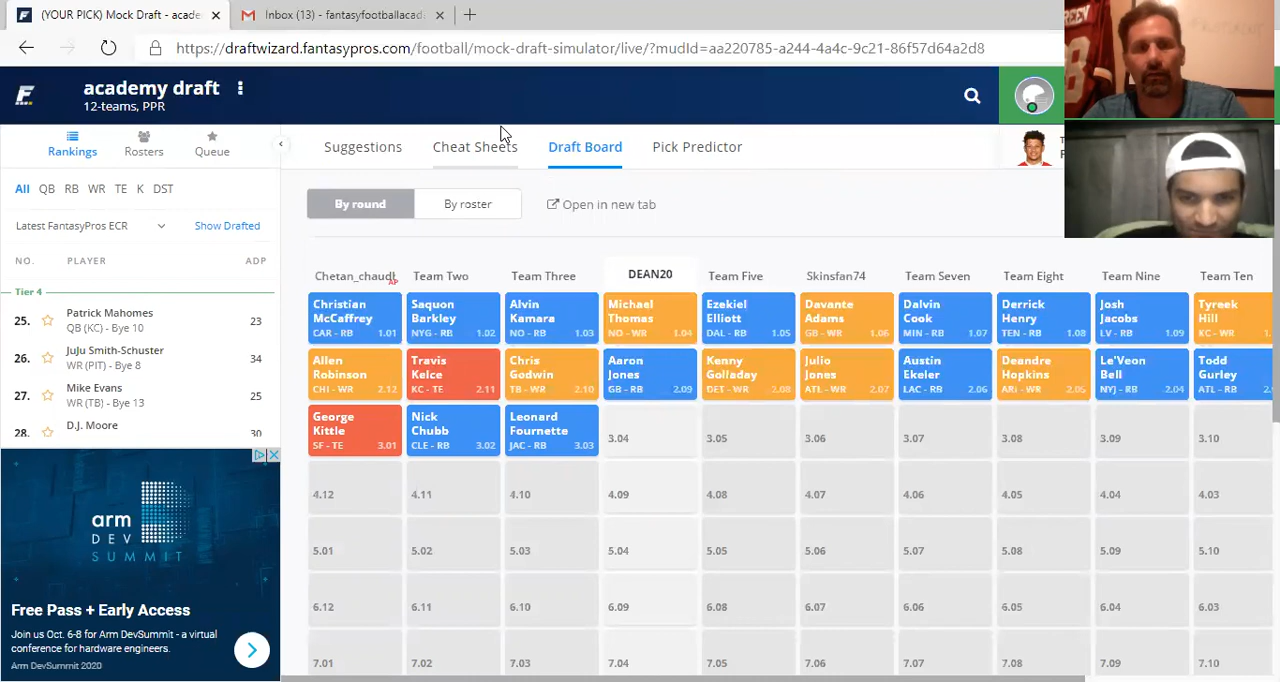 (YOUR PICK) Mock Draft - acade
Inbox (13) - fantasyfootballacad
https://draftwizard.fantasypros.com/football/mock-draft-simulator/live/?mudId=aa220785-a244-4a4c-9c21-86f57d64a2d8
academy draft
12-teams, PPR
Rankings Rosters Queue
Suggestions Cheat Sheets Draft Board Pick Predictor
All QB RB WR TE K DST
By round By roster Open in new tab
Latest FantasyPros ECR Show Drafted
NO. PLAYER ADP
Tier 4
25. Patrick Mahomes 23
QB (KC) - Bye 10
26. JuJu Smith-Schuster 34
WR (PIT) - Bye 8
27. Mike Evans 25
WR (TB) - Bye 13
28. D.J. Moore 30
arm
DEV
SUMMIT
Free Pass + Early Access
Join us Oct. 6-8 for Arm DevSummit - a virtual
conference for hardware engineers.
Arm DevSummit 2020
Chetan_chaudh Team Two Team Three DEAN20 Team Five Skinsfan74 Team Seven Team Eight Team Nine Team Ten
AP
Christian Saquon Alvin Michael Ezekiel Davante Dalvin Derrick Josh Tyreek
McCaffrey Barkley Kamara Thomas Elliott Adams Cook Henry Jacobs Hill
CAR - RB 1.01 NYG - RB 1.02 NO - RB 1.03 NO - WR 1.04 DAL - RB 1.05 GB - WR 1.06 MIN - RB 1.07 TEN - RB 1.08 LV - RB 1.09 KC - WR 1.
Allen Travis Chris Aaron Kenny Julio Austin Deandre Le'Veon Todd
Robinson Kelce Godwin Jones Golladay Jones Ekeler Hopkins Bell Gurley
CHI - WR 2.12 KC - TE 2.11 TB - WR 2.10 GB - RB 2.09 DET - WR 2.08 ATL - WR 2.07 LAC - RB 2.06 ARI - WR 2.05 NYJ - RB 2.04 ATL - RB 2.
George Nick Leonard
Kittle Chubb Fournette
SF - TE 3.01 CLE - RB 3.02 JAC - RB 3.03 3.04 3.05 3.06 3.07 3.08 3.09 3.10
4.12 4.11 4.10 4.09 4.08 4.07 4.06 4.05 4.04 4.03
5.01 5.02 5.03 5.04 5.05 5.06 5.07 5.08 5.09 5.10
6.12 6.11 6.10 6.09 6.08 6.07 6.06 6.05 6.04 6.03
7.01 7.02 7.03 7.04 7.05 7.06 7.07 7.08 7.09 7.10